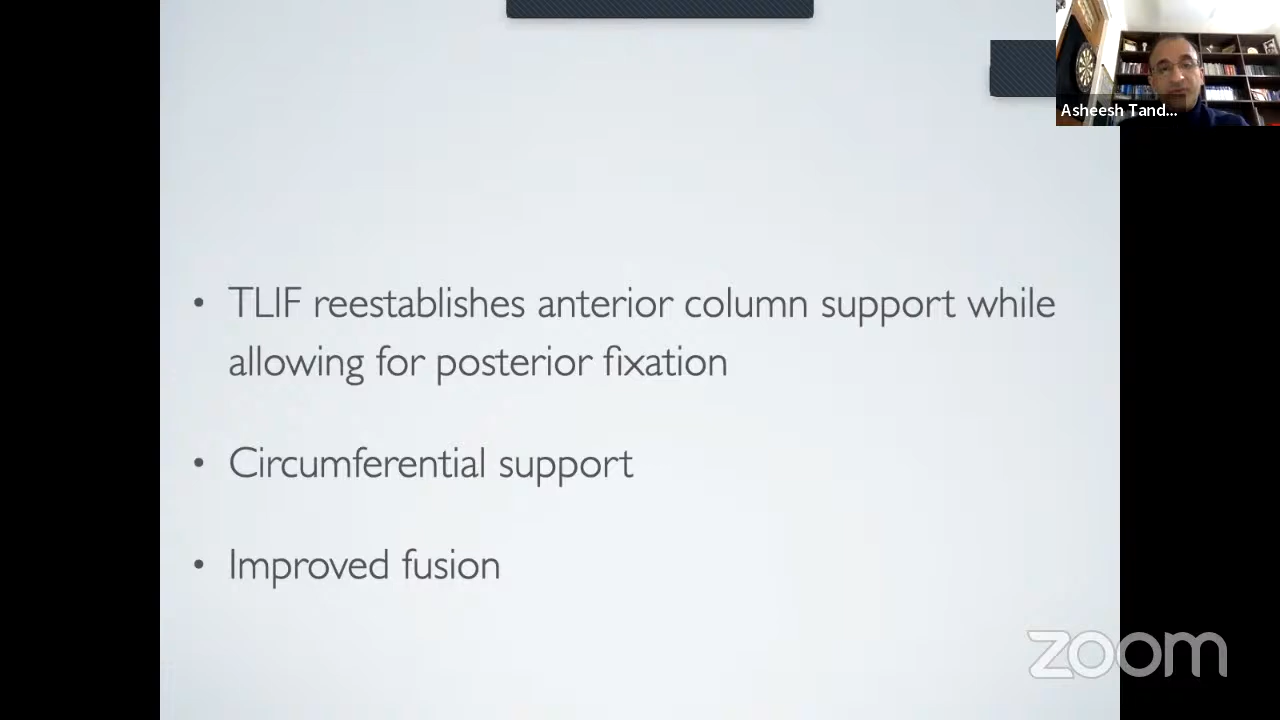 Asheesh Tand...
• TLIF reestablishes anterior column support while
allowing for posterior fixation
• Circumferential support
• Improved fusion
zoom